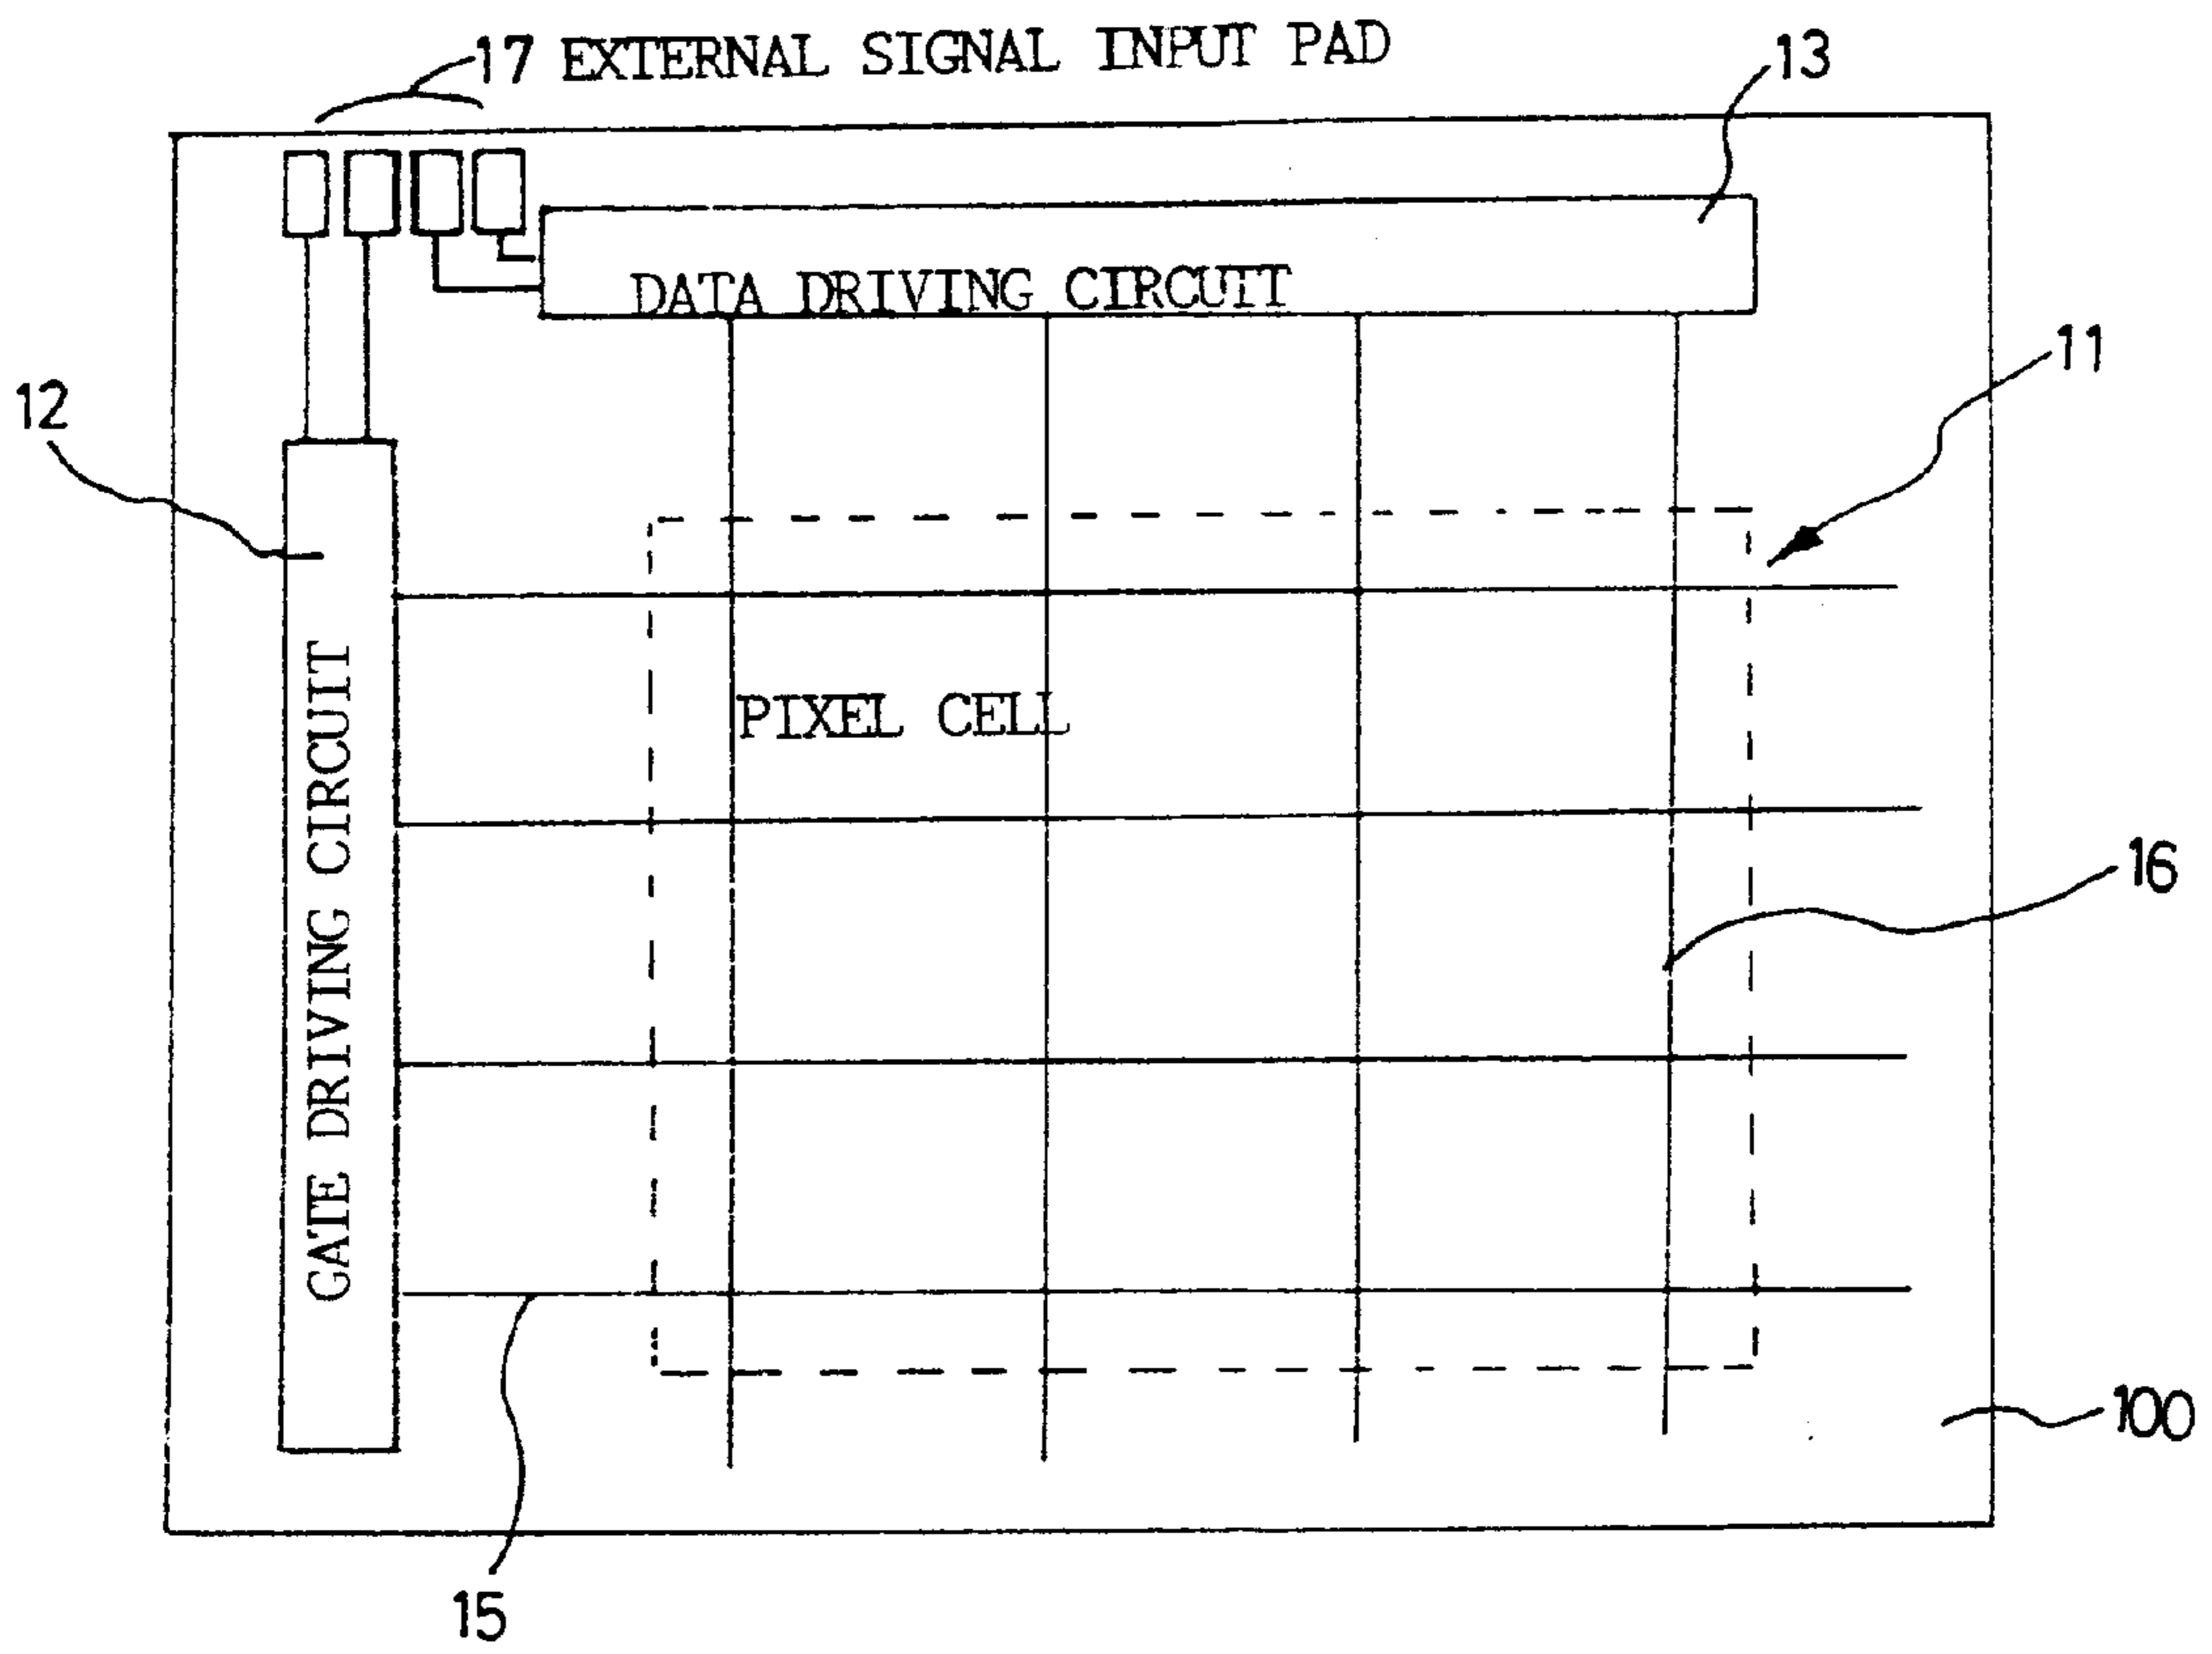 17 EXTERNAL SIGNAL INPUT PAD
13
DATA DRIVING CIRCUIT
11
12
PIXEL CELL
GATE DRIVING CIRCUIT
16
100
15